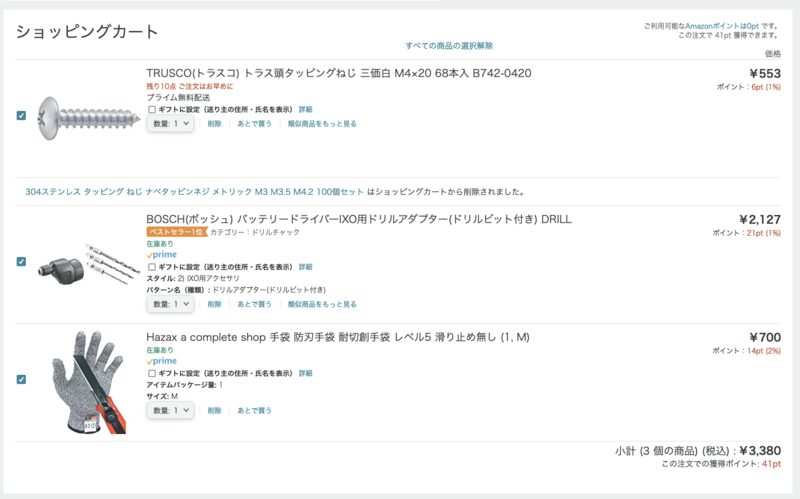 ショッピングカート
ご利用可能なAmazonポイントは0pt です。
この注文で 41pt 獲得できます。
すべての商品の選択解除
価格
TRUSCO(トラスコ) トラス頭タッピングねじ 三価白 M4×20 68本入 B742-0420
¥553
残り10点 ご注文はお早めに
ポイント：6pt (1%)
プライム無料配送
ギフトに設定（送り主の住所・氏名を表示） 詳細
数量: 1 削除 あとで買う 類似商品をもっと見る
304ステンレス タッピング ねじ ナベタッピンネジ メトリック M3 M3.5 M4.2 100個セット はショッピングカートから削除されました。
BOSCH(ボッシュ) バッテリードライバーIXO用ドリルアダプター(ドリルビット付き) DRILL
¥2,127
ベストセラー1位 カテゴリー：ドリルチャック
ポイント：21pt (1%)
在庫あり
prime
ギフトに設定（送り主の住所・氏名を表示） 詳細
スタイル: 2) IXO用アクセサリ
パターン名（種類）: ドリルアダプター(ドリルビット付き)
数量: 1 削除 あとで買う 類似商品をもっと見る
Hazax a complete shop 手袋 防刃手袋 耐切創手袋 レベル5 滑り止め無し (1, M)
¥700
在庫あり
ポイント：14pt (2%)
prime
ギフトに設定（送り主の住所・氏名を表示） 詳細
アイテムパッケージ量: 1
サイズ: M
数量: 1 削除 あとで買う
小計 (3 個の商品) (税込)：¥3,380
この注文での獲得ポイント: 41pt